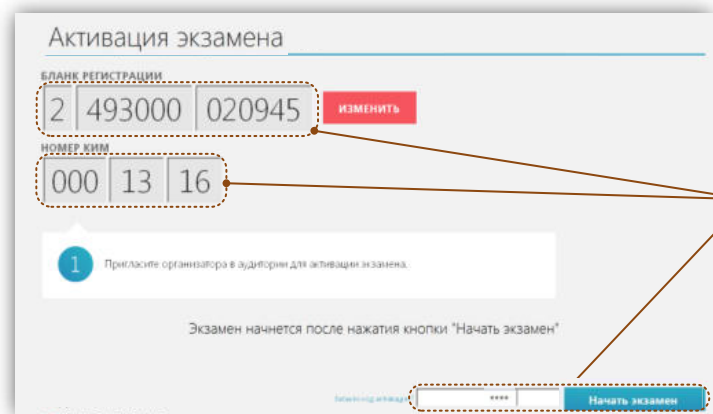 Активация экзамена
БЛАНК РЕГИСТРАЦИИ
2 493000 020945 ИЗМЕНИТЬ
НОМЕР КИМ
000 13 16
1 Пригласите организатора в аудитории для активации экзамена.
Экзамен начнется после нажатия кнопки "Начать экзамен"
**** Начать экзамен